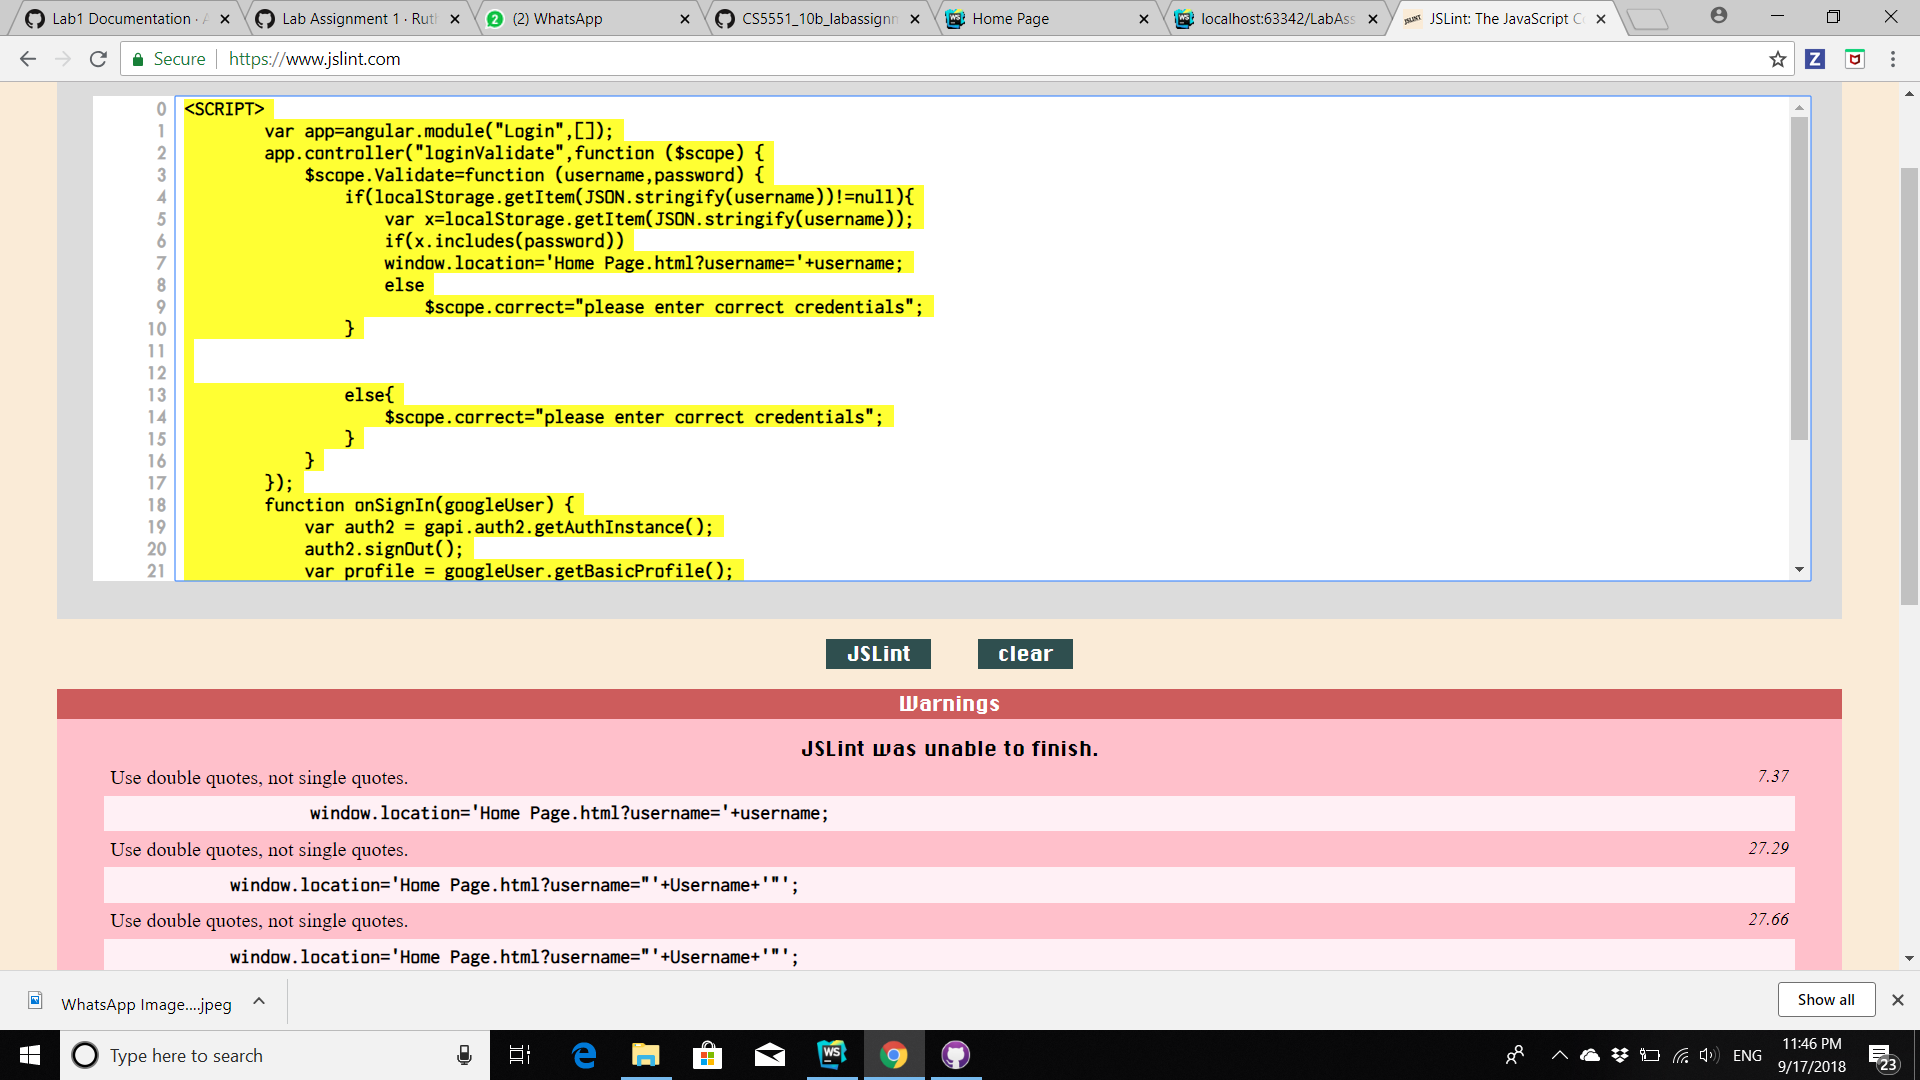 Lab1 Documentation · A
Lab Assignment 1 · Ruth
2
(2) WhatsApp
CS5551_10b_labassignm
WS
Home Page
WS
localhost:63342/LabAss
JSLINT
JSLint: The JavaScript Co
Secure
https://www.jslint.com
Z
0 <SCRIPT>
1 var app=angular.module("Login",[]);
2 app.controller("loginValidate",function ($scope) {
3 $scope.Validate=function (username,password) {
4 if(localStorage.getItem(JSON.stringify(username))!=null){
5 var x=localStorage.getItem(JSON.stringify(username));
6 if(x.includes(password))
7 window.location='Home Page.html?username='+username;
8 else
9 $scope.correct="please enter correct credentials";
10 }
11
12
13 else{
14 $scope.correct="please enter correct credentials";
15 }
16 }
17 });
18 function onSignIn(googleUser) {
19 var auth2 = gapi.auth2.getAuthInstance();
20 auth2.signOut();
21 var profile = googleUser.getBasicProfile();
JSLint
clear
Warnings
JSLint was unable to finish.
Use double quotes, not single quotes. 7.37
window.location='Home Page.html?username='+username;
Use double quotes, not single quotes. 27.29
window.location='Home Page.html?username="'+Username+'"';
Use double quotes, not single quotes. 27.66
window.location='Home Page.html?username="'+Username+'"';
WhatsApp Image....jpeg
Show all
Type here to search
WS
ENG
11:46 PM
9/17/2018
23